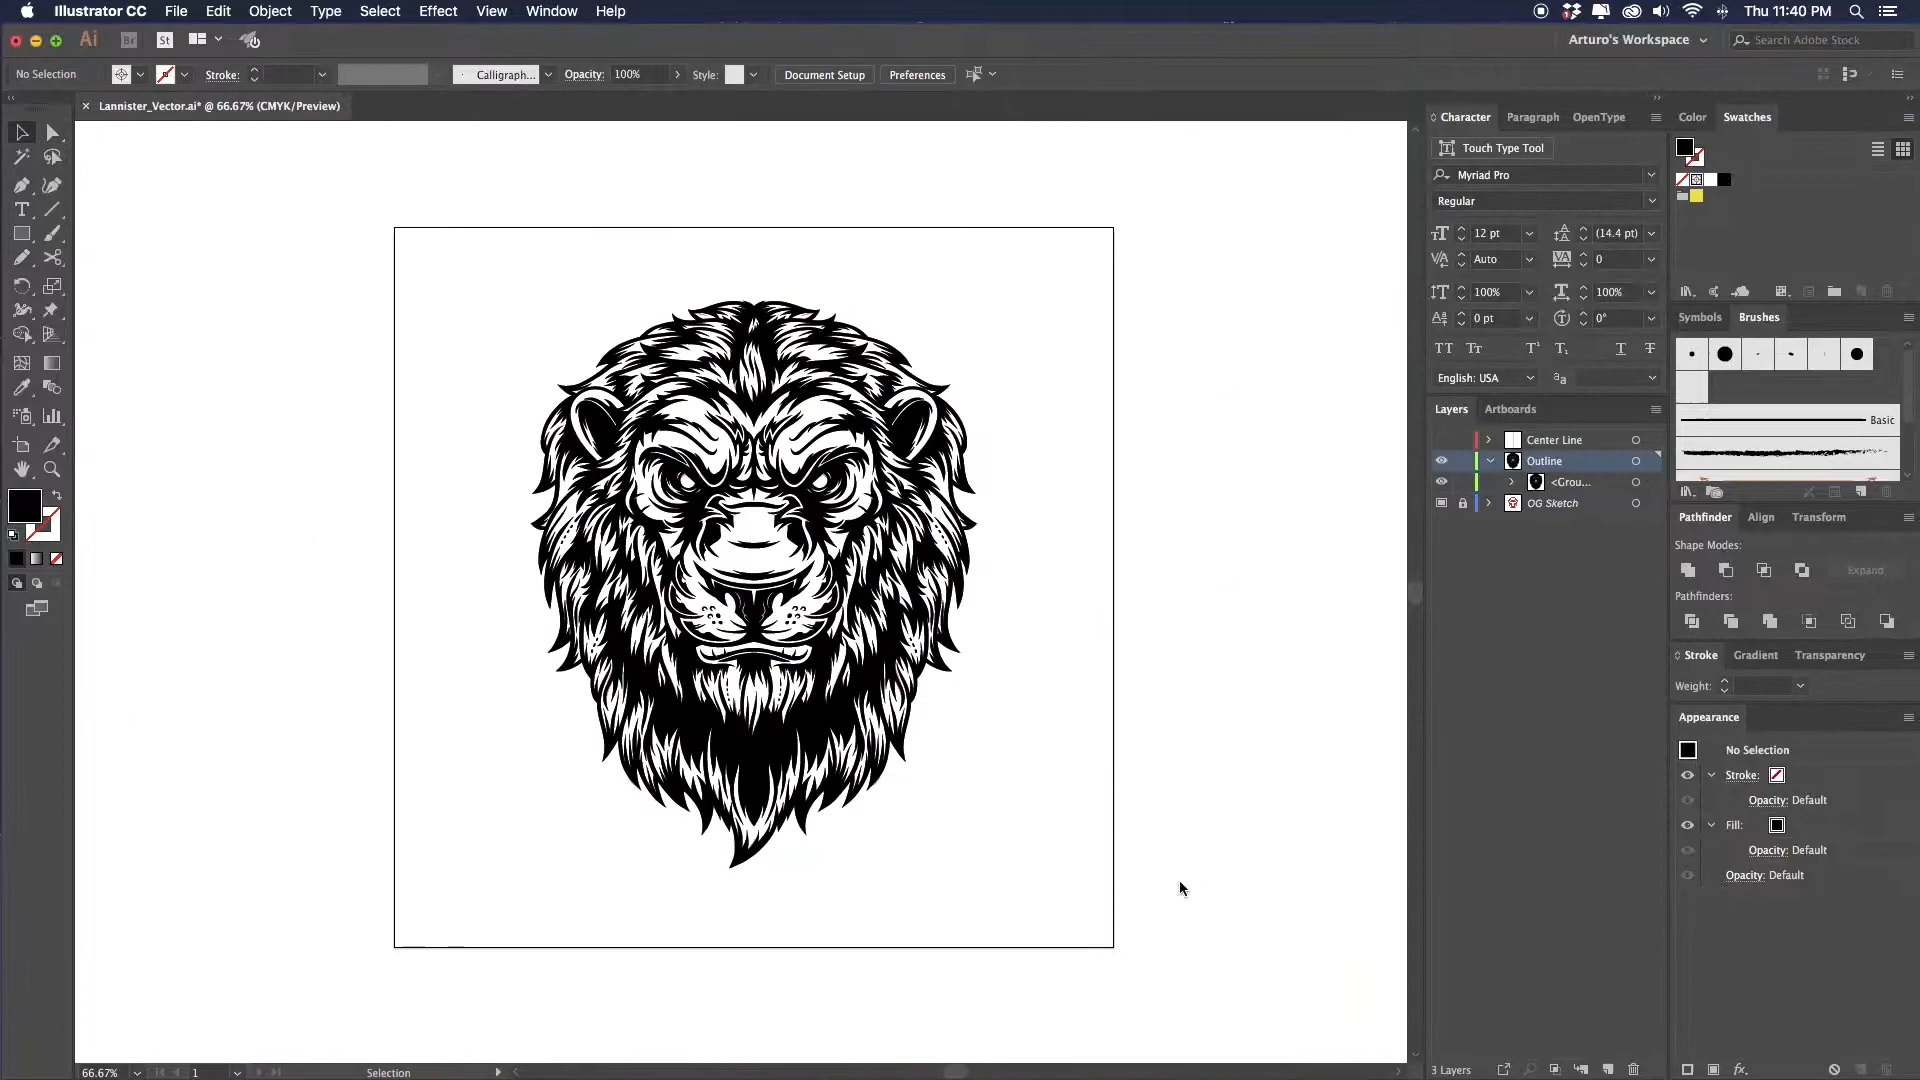 Illustrator CC File Edit Object Type Select Effect View Window Help
Thu 11:40 PM
Ai Br St
Arturo's Workspace
Search Adobe Stock
No Selection Stroke: Calligraph... Opacity: 100% Style: Document Setup Preferences
× Lannister_Vector.ai* @ 66.67% (CMYK/Preview)
Character Paragraph OpenType
Touch Type Tool
Myriad Pro
Regular
12 pt (14.4 pt)
Auto 0
100% 100%
0 pt 0°
English: USA
Layers Artboards
Center Line
Outline
<Grou...
OG Sketch
3 Layers
Color Swatches
Symbols Brushes
Basic
Pathfinder Align Transform
Shape Modes:
Expand
Pathfinders:
Stroke Gradient Transparency
Weight:
Appearance
No Selection
Stroke:
Opacity: Default
Fill:
Opacity: Default
Opacity: Default
66.67% 1 Selection